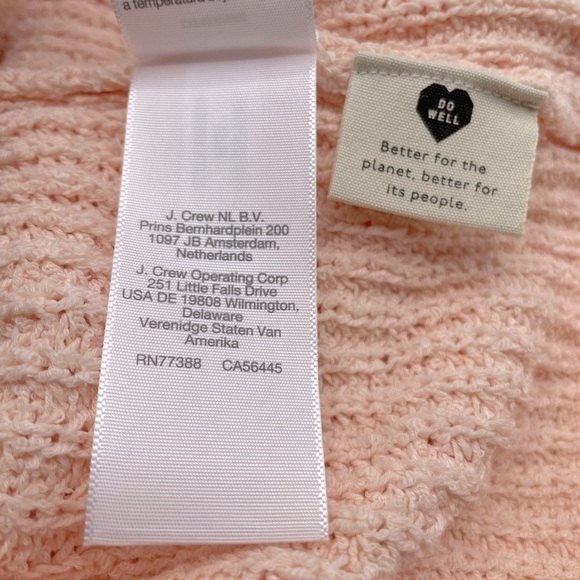 a temperature
J. Crew NL B.V.
Prins Bernhardplein 200
1097 JB Amsterdam,
Netherlands
J. Crew Operating Corp
251 Little Falls Drive
USA DE 19808 Wilmington,
Delaware
Verenidge Staten Van
Amerika
RN77388 CA56445
DO
WELL
Better for the
planet, better for
its people.